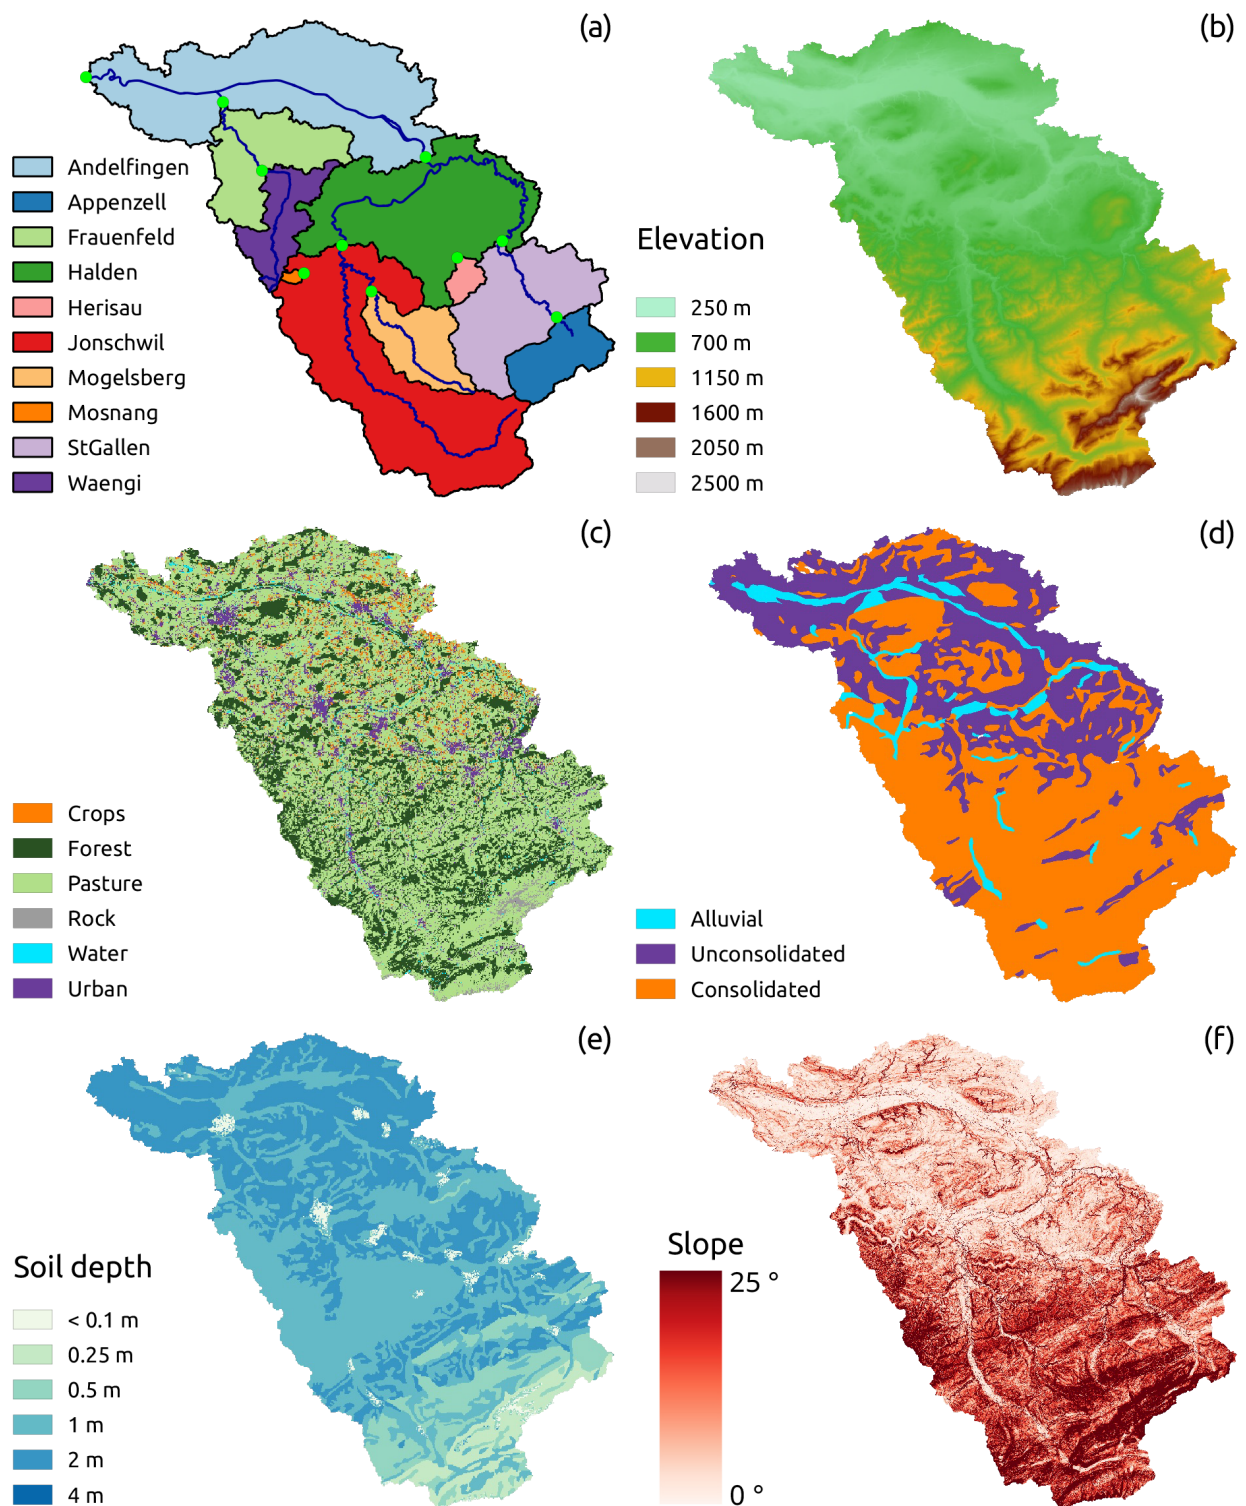 (a)
Andelfingen
Appenzell
Frauenfeld
Halden
Herisau
Jonschwil
Mogelsberg
Mosnang
StGallen
Waengi
(b)
Elevation
250 m
700 m
1150 m
1600 m
2050 m
2500 m
(c)
Crops
Forest
Pasture
Rock
Water
Urban
(d)
Alluvial
Unconsolidated
Consolidated
(e)
Soil depth
< 0.1 m
0.25 m
0.5 m
1 m
2 m
4 m
(f)
Slope
25 °
0 °